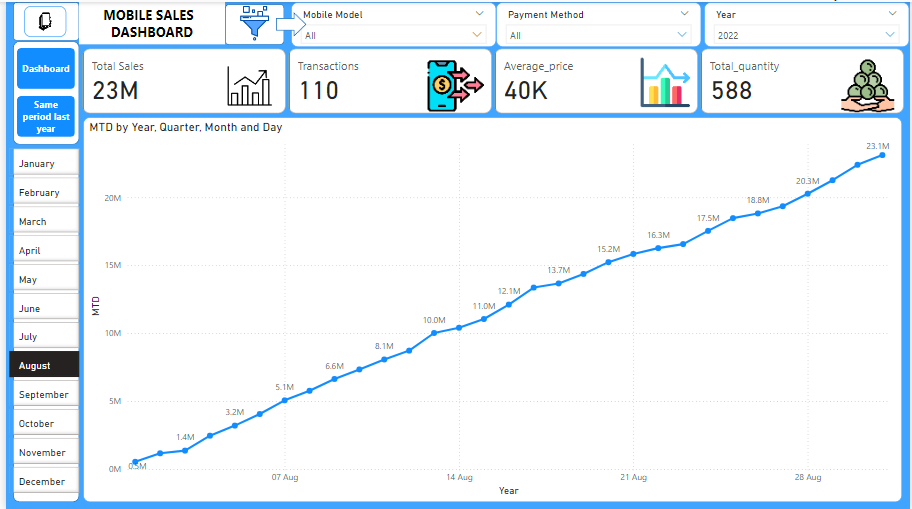 MOBILE SALES
DASHBOARD
Mobile Model
All
Payment Method
All
Year
2022
Dashboard
Same
period last
year
Total Sales
23M
Transactions
110
$
Average_price
40K
Total_quantity
588
January
February
March
April
May
June
July
August
September
October
November
December
MTD by Year, Quarter, Month and Day
MTD
20M
15M
10M
5M
0M
0.5M
1.4M
3.2M
5.1M
6.6M
8.1M
10.0M
11.0M
12.1M
13.7M
15.2M
16.3M
17.5M
18.8M
20.3M
23.1M
07 Aug
14 Aug
21 Aug
28 Aug
Year